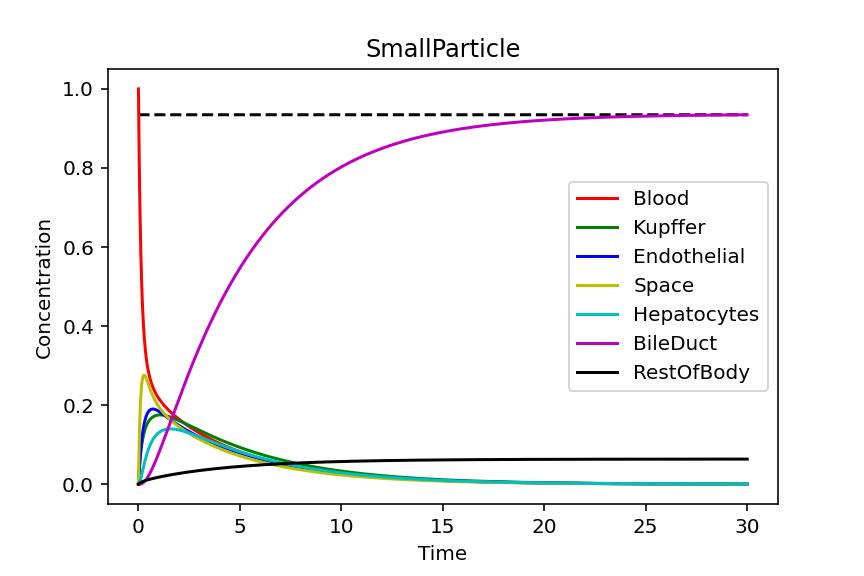 SmallParticle
Concentration
1.0
0.8
0.6
0.4
0.2
0.0
Blood
Kupffer
Endothelial
Space
Hepatocytes
BileDuct
RestOfBody
0 5 10 15 20 25 30
Time